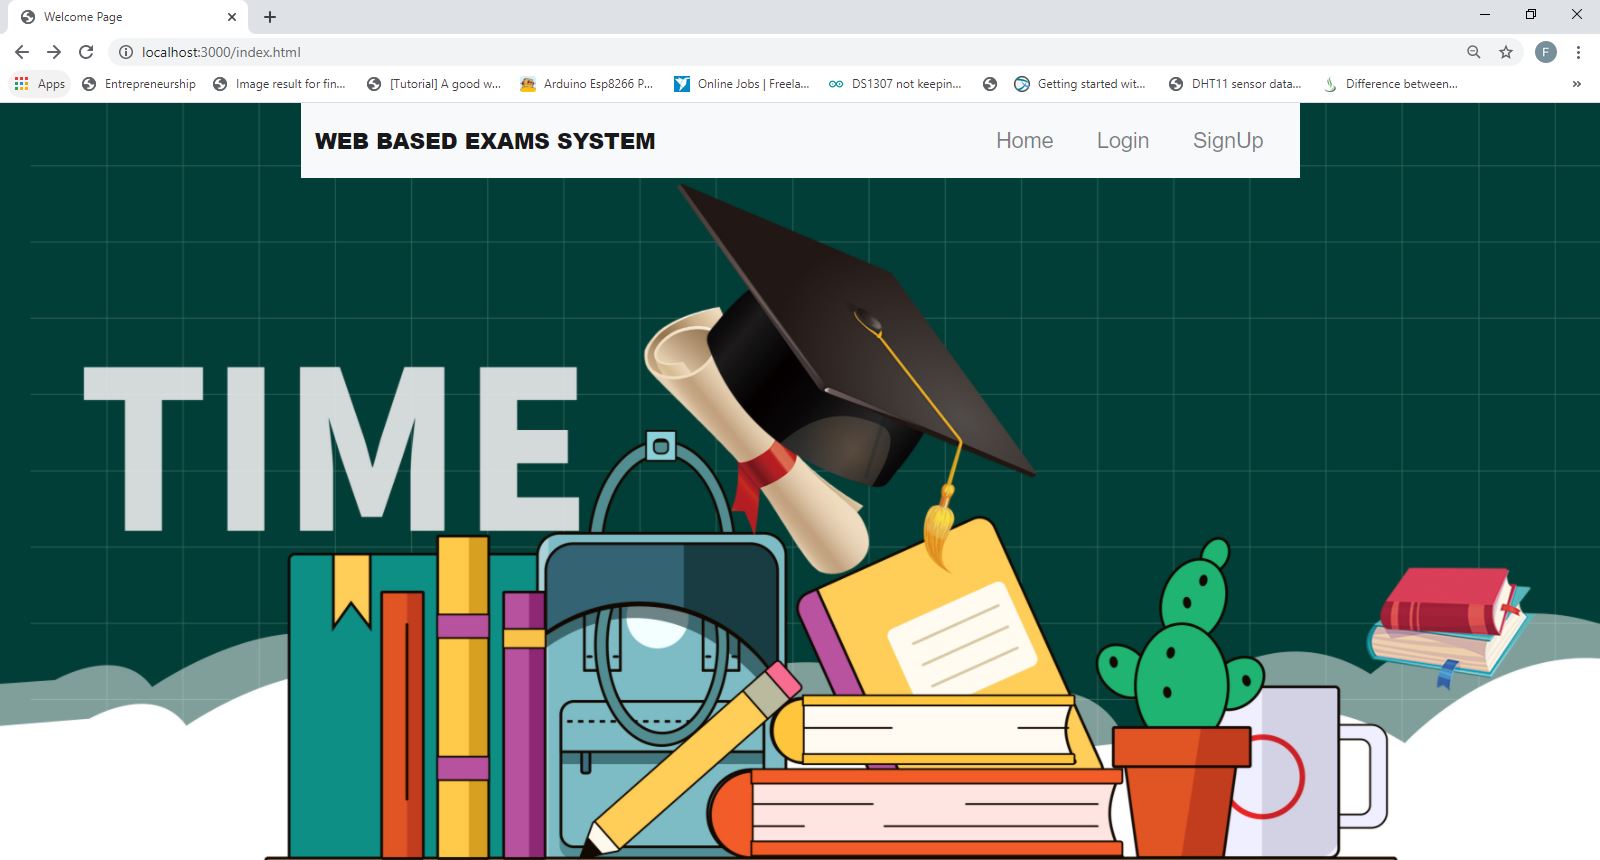 Welcome Page
localhost:3000/index.html
F
Apps Entrepreneurship Image result for fin... [Tutorial] A good w... Arduino Esp8266 P... Online Jobs | Freela... DS1307 not keepin... Getting started wit... DHT11 sensor data... Difference between...
WEB BASED EXAMS SYSTEM Home Login SignUp
TIME